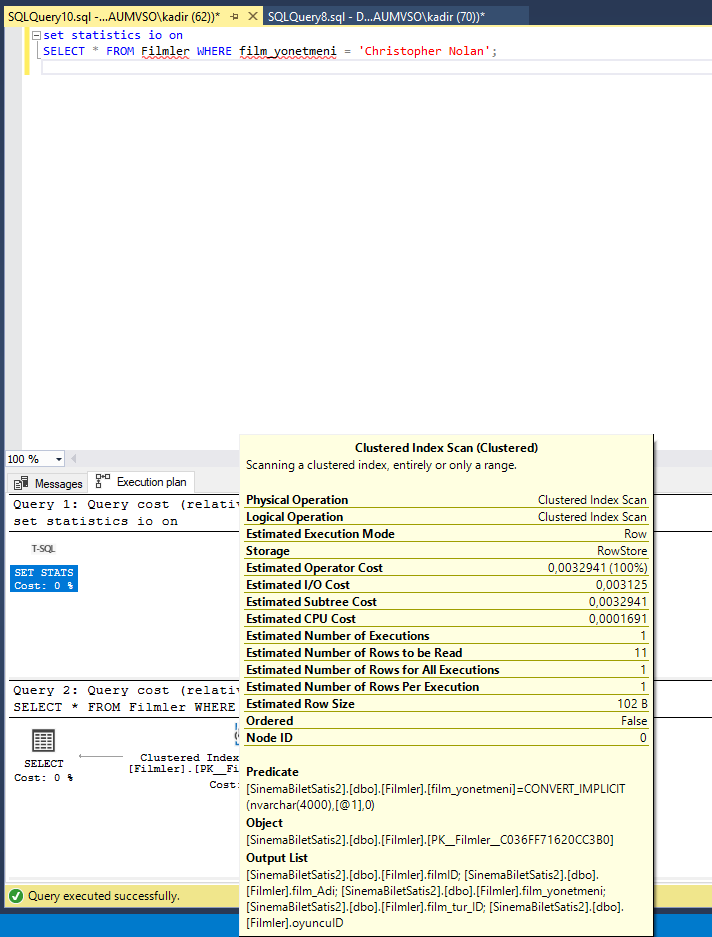 SQLQuery10.sql -...AUMVSO\kadir (62))*
SQLQuery8.sql - D...AUMVSO\kadir (70))*
set statistics io on
SELECT * FROM Filmler WHERE film_yonetmeni = 'Christopher Nolan';
100 %
Messages
Execution plan
Query 1: Query cost (relativ
set statistics io on
T-SQL
SET STATS
Cost: 0 %
Query 2: Query cost (relativ
SELECT * FROM Filmler WHERE
SELECT
Cost: 0 %
Clustered Index
[Filmler].[PK__Fi
Cost:
Clustered Index Scan (Clustered)
Scanning a clustered index, entirely or only a range.
Physical Operation Clustered Index Scan
Logical Operation Clustered Index Scan
Estimated Execution Mode Row
Storage RowStore
Estimated Operator Cost 0,0032941 (100%)
Estimated I/O Cost 0,003125
Estimated Subtree Cost 0,0032941
Estimated CPU Cost 0,0001691
Estimated Number of Executions 1
Estimated Number of Rows to be Read 11
Estimated Number of Rows for All Executions 1
Estimated Number of Rows Per Execution 1
Estimated Row Size 102 B
Ordered False
Node ID 0
Predicate
[SinemaBiletSatis2].[dbo].[Filmler].[film_yonetmeni]=CONVERT_IMPLICIT
(nvarchar(4000),[@1],0)
Object
[SinemaBiletSatis2].[dbo].[Filmler].[PK__Filmler__C036FF71620CC3B0]
Output List
[SinemaBiletSatis2].[dbo].[Filmler].filmID; [SinemaBiletSatis2].[dbo].
[Filmler].film_Adi; [SinemaBiletSatis2].[dbo].[Filmler].film_yonetmeni;
[SinemaBiletSatis2].[dbo].[Filmler].film_tur_ID; [SinemaBiletSatis2].[dbo].
[Filmler].oyuncuID
Query executed successfully.